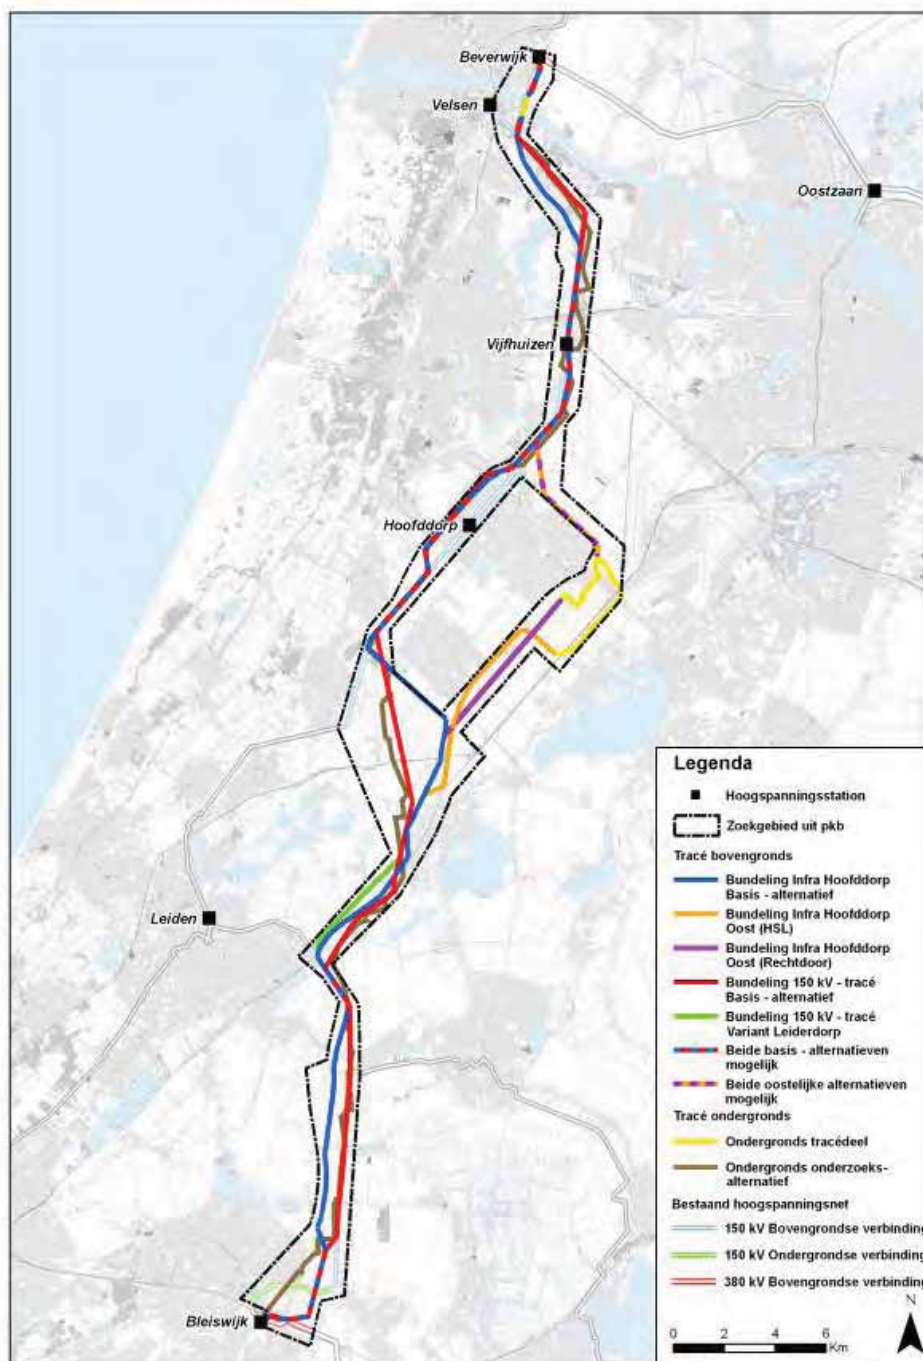 Beverwijk
Velsen
Oostzaan
Vijfhuizen
Hoofddorp
Leiden
Bleiswijk
Legenda
Hoogspanningsstation
Zoekgebied uit pkb
Tracé bovengronds
Bundeling Infra Hoofddorp
Basis - alternatief
Bundeling Infra Hoofddorp
Oost (HSL)
Bundeling Infra Hoofddorp
Oost (Rechtdoor)
Bundeling 150 kV - tracé
Basis - alternatief
Bundeling 150 kV - tracé
Variant Leiderdorp
Beide basis - alternatieven
mogelijk
Beide oostelijke alternatieven
mogelijk
Tracé ondergronds
Ondergronds tracédeel
Ondergronds onderzoeks-
alternatief
Bestaand hoogspanningsnet
150 kV Bovengrondse verbinding
150 kV Ondergrondse verbinding
380 kV Bovengrondse verbinding
N
0 2 4 6
Km